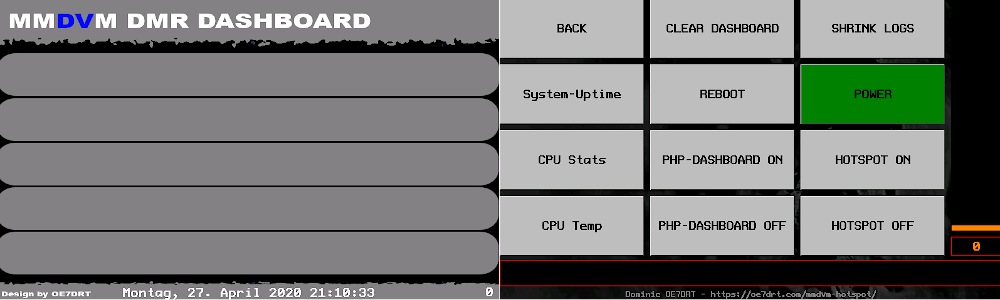 MMDVM DMR DASHBOARD
Design by OE7DRT Montag, 27. April 2020 21:10:33 0
BACK CLEAR DASHBOARD SHRINK LOGS
System-Uptime REBOOT POWER
CPU Stats PHP-DASHBOARD ON HOTSPOT ON
CPU Temp PHP-DASHBOARD OFF HOTSPOT OFF
0
Dominic OE7DRT - https://oe7drt.com/mmdvm-hotspot/